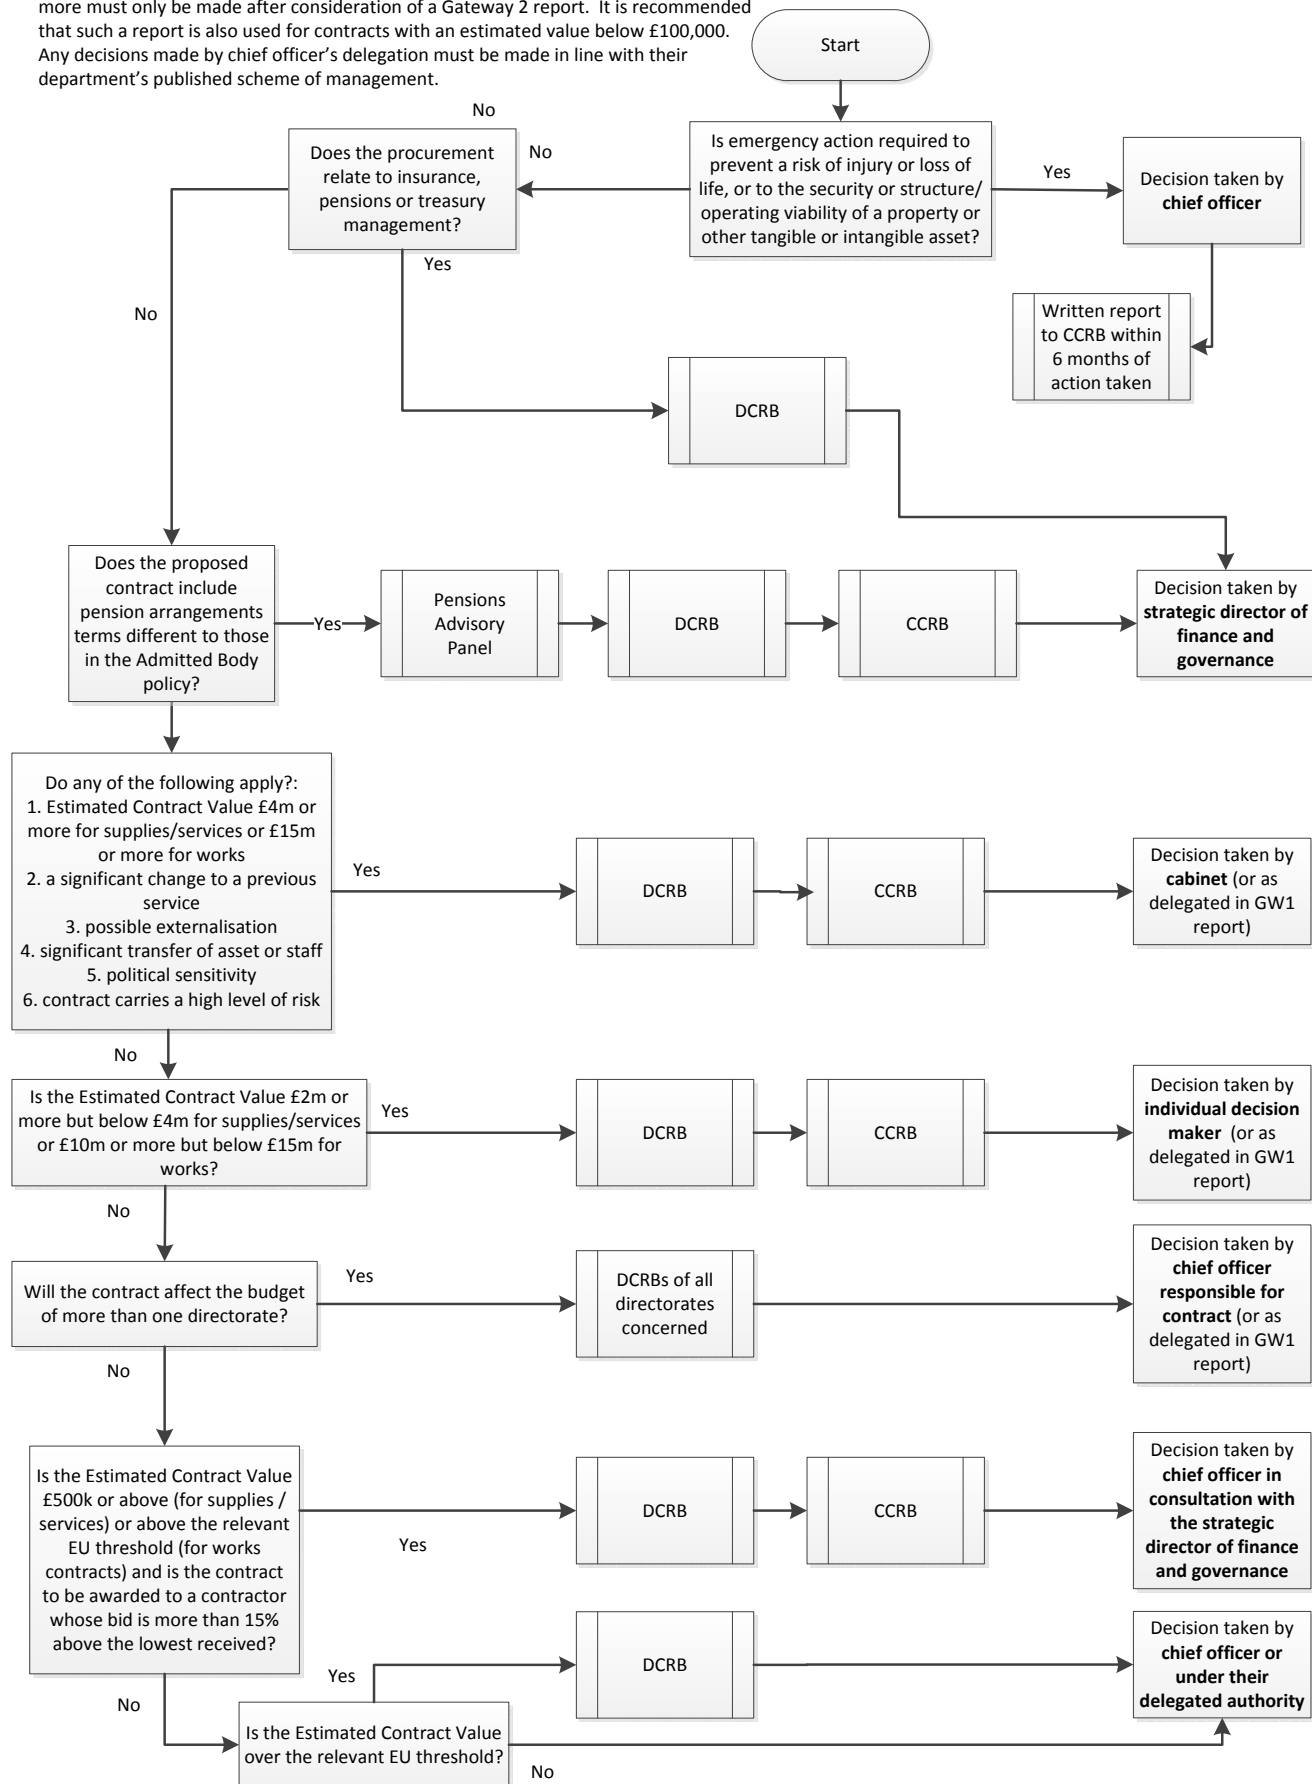 more must only be made after consideration of a Gateway 2 report.  It is recommended
that such a report is also used for contracts with an estimated value below £100,000.
Any decisions made by chief officer's delegation must be made in line with their
department's published scheme of management.
Start
No
Is emergency action required to
prevent a risk of injury or loss of
life, or to the security or structure/
operating viability of a property or
other tangible or intangible asset?
Yes
Decision taken by
chief officer
Written report
to CCRB within
6 months of
action taken
No
Does the procurement
relate to insurance,
pensions or treasury
management?
Yes
DCRB
No
Does the proposed
contract include
pension arrangements
terms different to those
in the Admitted Body
policy?
Yes
Pensions
Advisory
Panel
DCRB
CCRB
Decision taken by
strategic director of
finance and
governance
Do any of the following apply?:
1. Estimated Contract Value £4m or
more for supplies/services or £15m
or more for works
2. a significant change to a previous
service
3. possible externalisation
4. significant transfer of asset or staff
5. political sensitivity
6. contract carries a high level of risk
Yes
DCRB
CCRB
Decision taken by
cabinet (or as
delegated in GW1
report)
No
Is the Estimated Contract Value £2m or
more but below £4m for supplies/services
or £10m or more but below £15m for
works?
Yes
DCRB
CCRB
Decision taken by
individual decision
maker  (or as
delegated in GW1
report)
No
Will the contract affect the budget
of more than one directorate?
Yes
DCRBs of all
directorates
concerned
Decision taken by
chief officer
responsible for
contract (or as
delegated in GW1
report)
No
Is the Estimated Contract Value
£500k or above (for supplies /
services) or above the relevant
EU threshold (for works
contracts) and is the contract
to be awarded to a contractor
whose bid is more than 15%
above the lowest received?
Yes
DCRB
CCRB
Decision taken by
chief officer in
consultation with
the strategic
director of finance
and governance
No
Is the Estimated Contract Value
over the relevant EU threshold?
Yes
DCRB
Decision taken by
chief officer or
under their
delegated authority
No